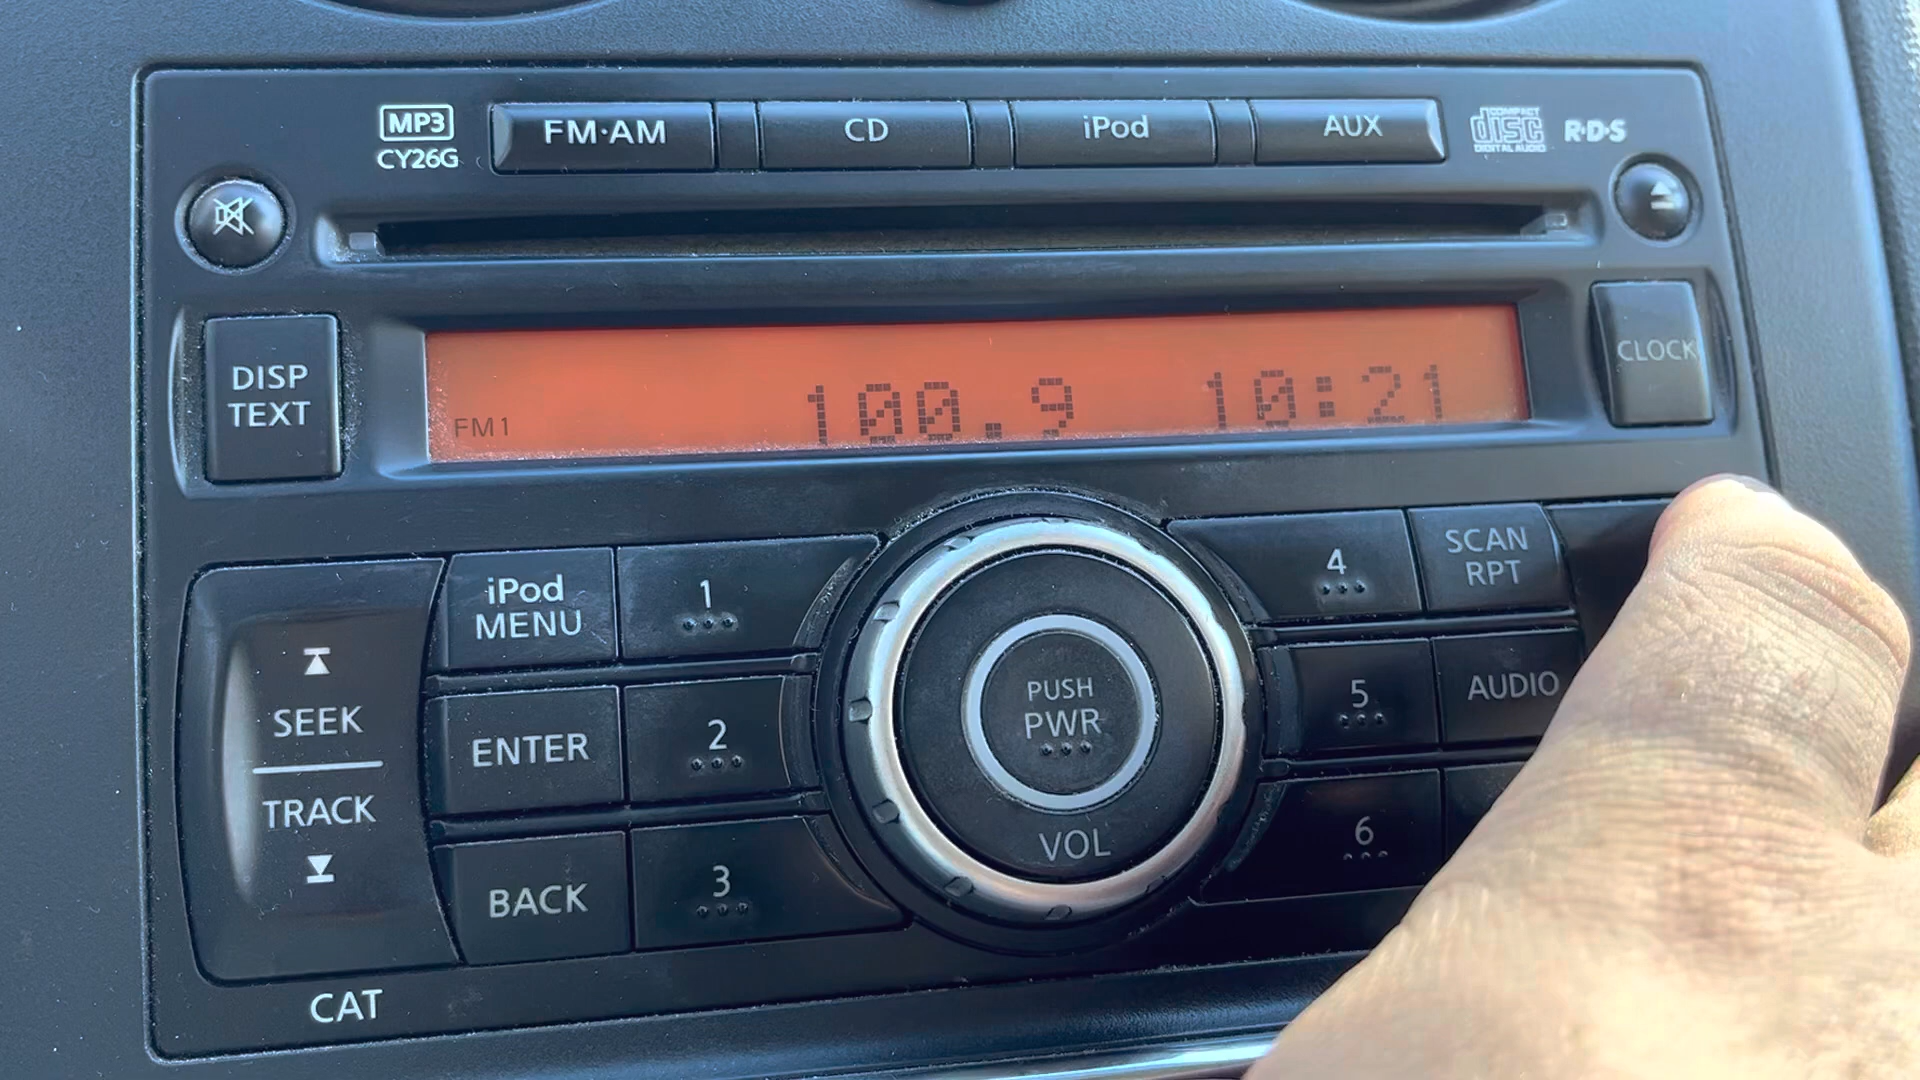 MP3
CY26G
FM·AM
CD
iPod
AUX
COMPACT
disc
DIGITAL AUDIO
R·D·S
DISP
TEXT
FM1
100.9
10:21
CLOCK
SEEK
TRACK
CAT
iPod
MENU
ENTER
BACK
1
2
3
PUSH
PWR
VOL
4
5
6
SCAN
RPT
AUDIO